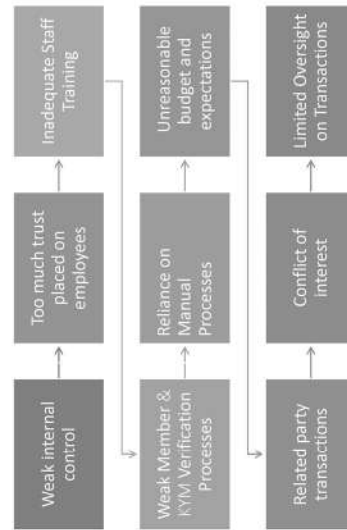 Weak internal
control
Too much trust
placed on
employees
Inadequate Staff
Training
Weak Member &
KYM Verification
Processes
Reliance on
Manual
Processes
Unreasonable
budget and
expectations
Related party
transactions
Conflict of
interest
Limited Oversight
on Transactions